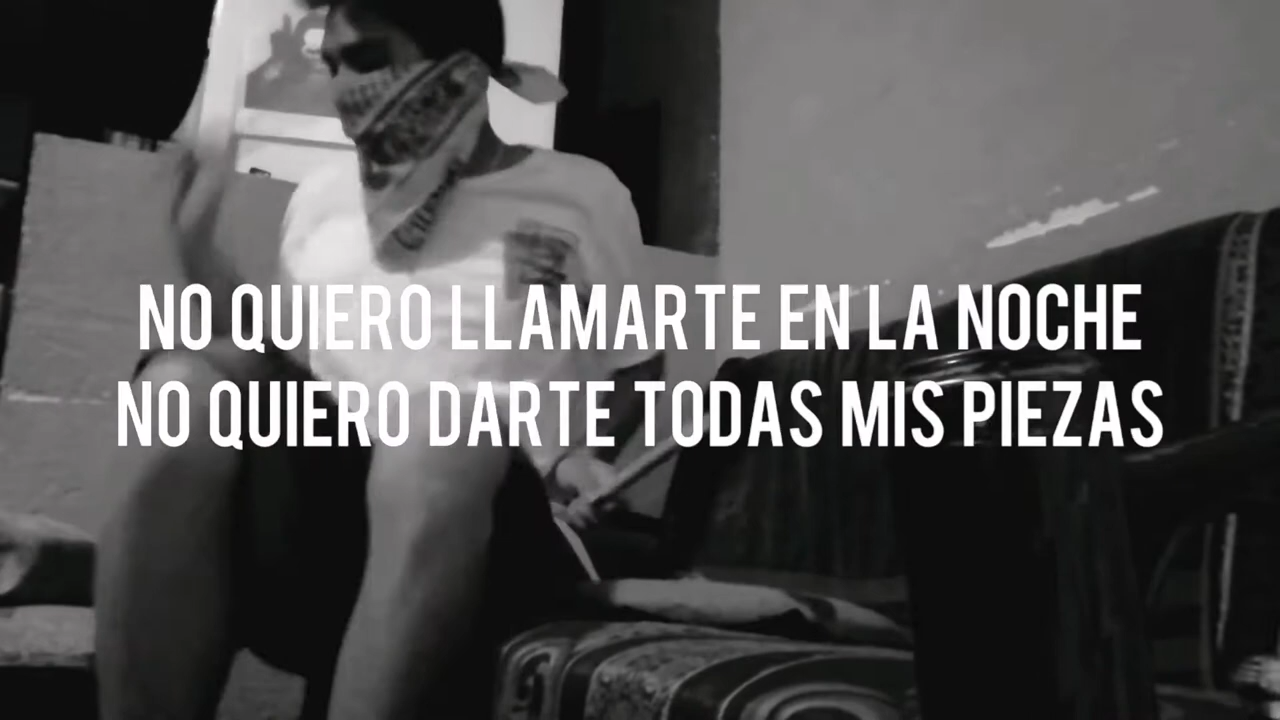 NO QUIERO LLAMARTE EN LA NOCHE
NO QUIERO DARTE TODAS MIS PIEZAS